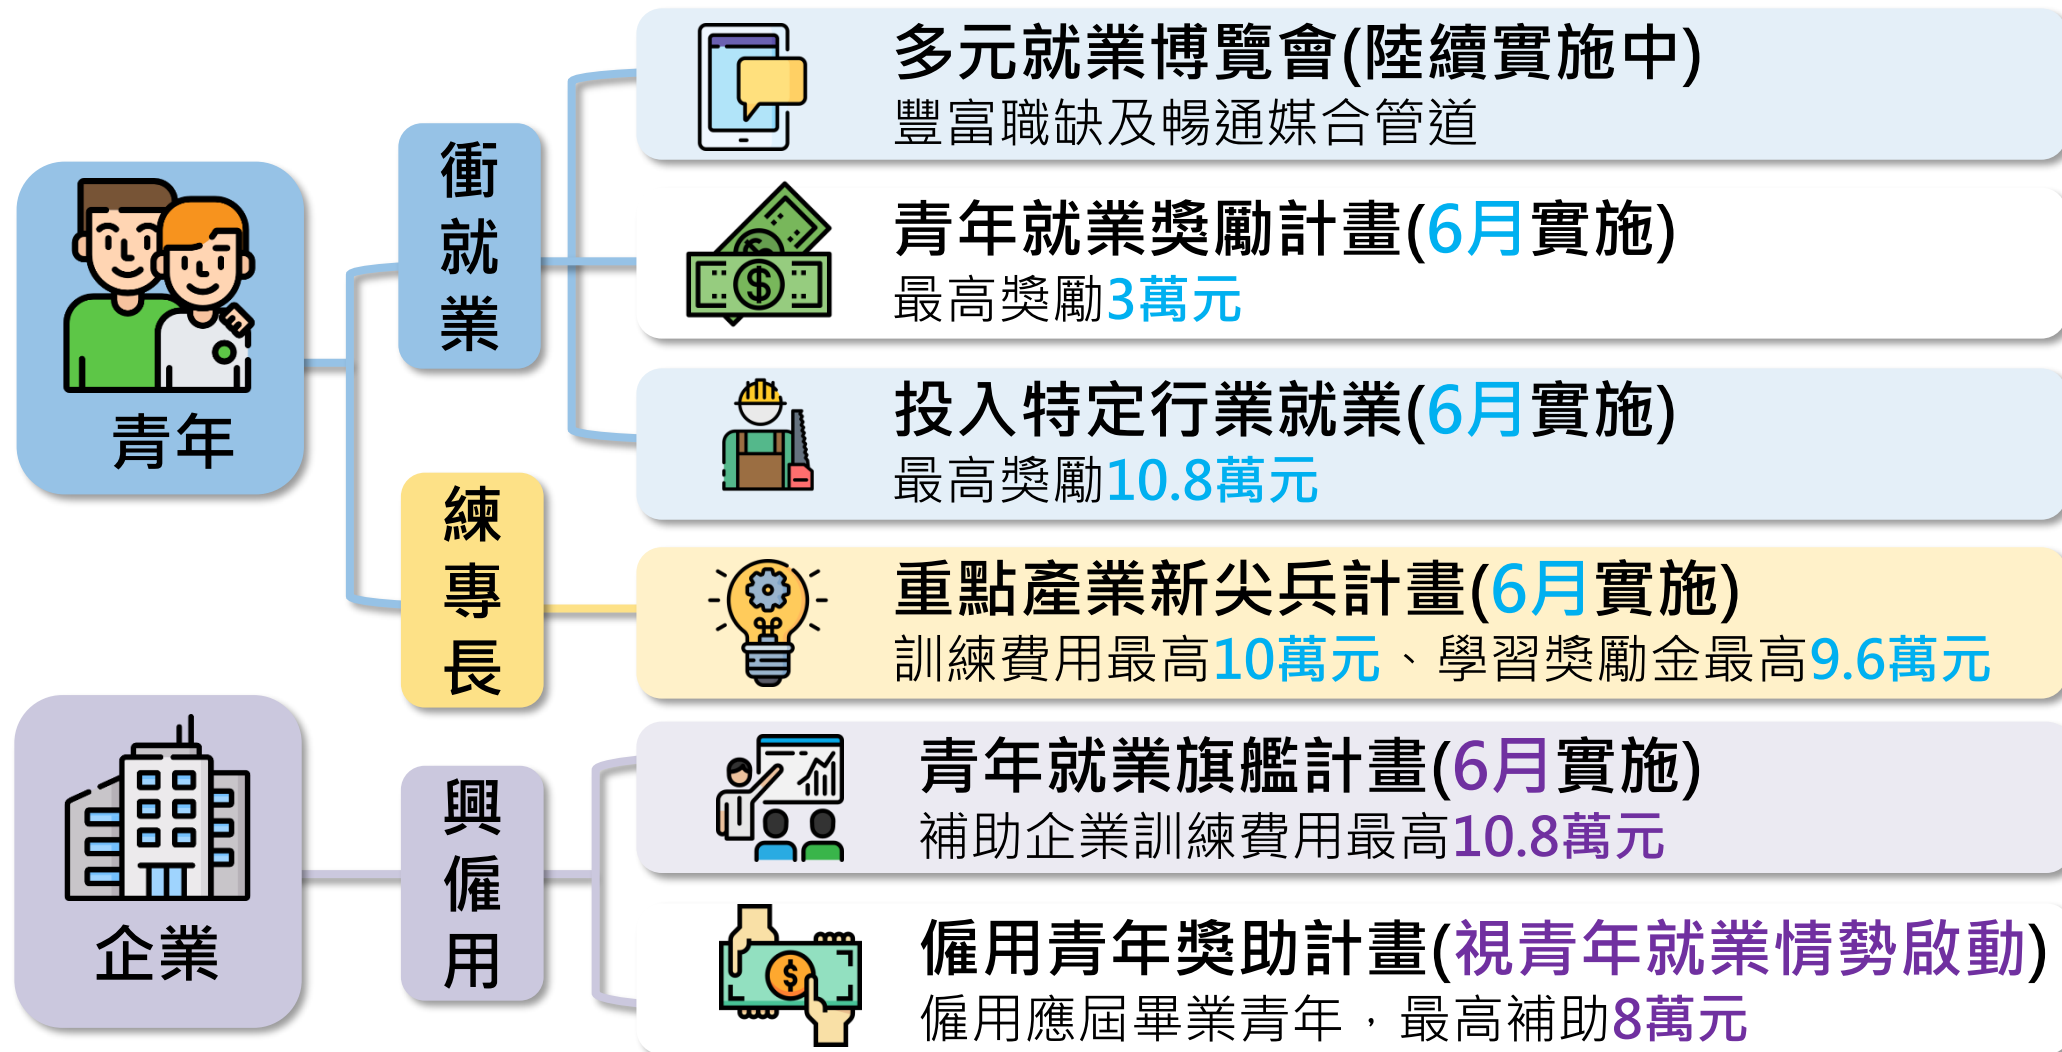 青年
衝就業
多元就業博覽會(陸續實施中)
豐富職缺及暢通媒合管道
青年就業獎勵計畫(6月實施)
最高獎勵3萬元
投入特定行業就業(6月實施)
最高獎勵10.8萬元
練專長
重點產業新尖兵計畫(6月實施)
訓練費用最高10萬元、學習獎勵金最高9.6萬元
企業
興僱用
青年就業旗艦計畫(6月實施)
補助企業訓練費用最高10.8萬元
僱用青年獎助計畫(視青年就業情勢啟動)
僱用應屆畢業青年，最高補助8萬元